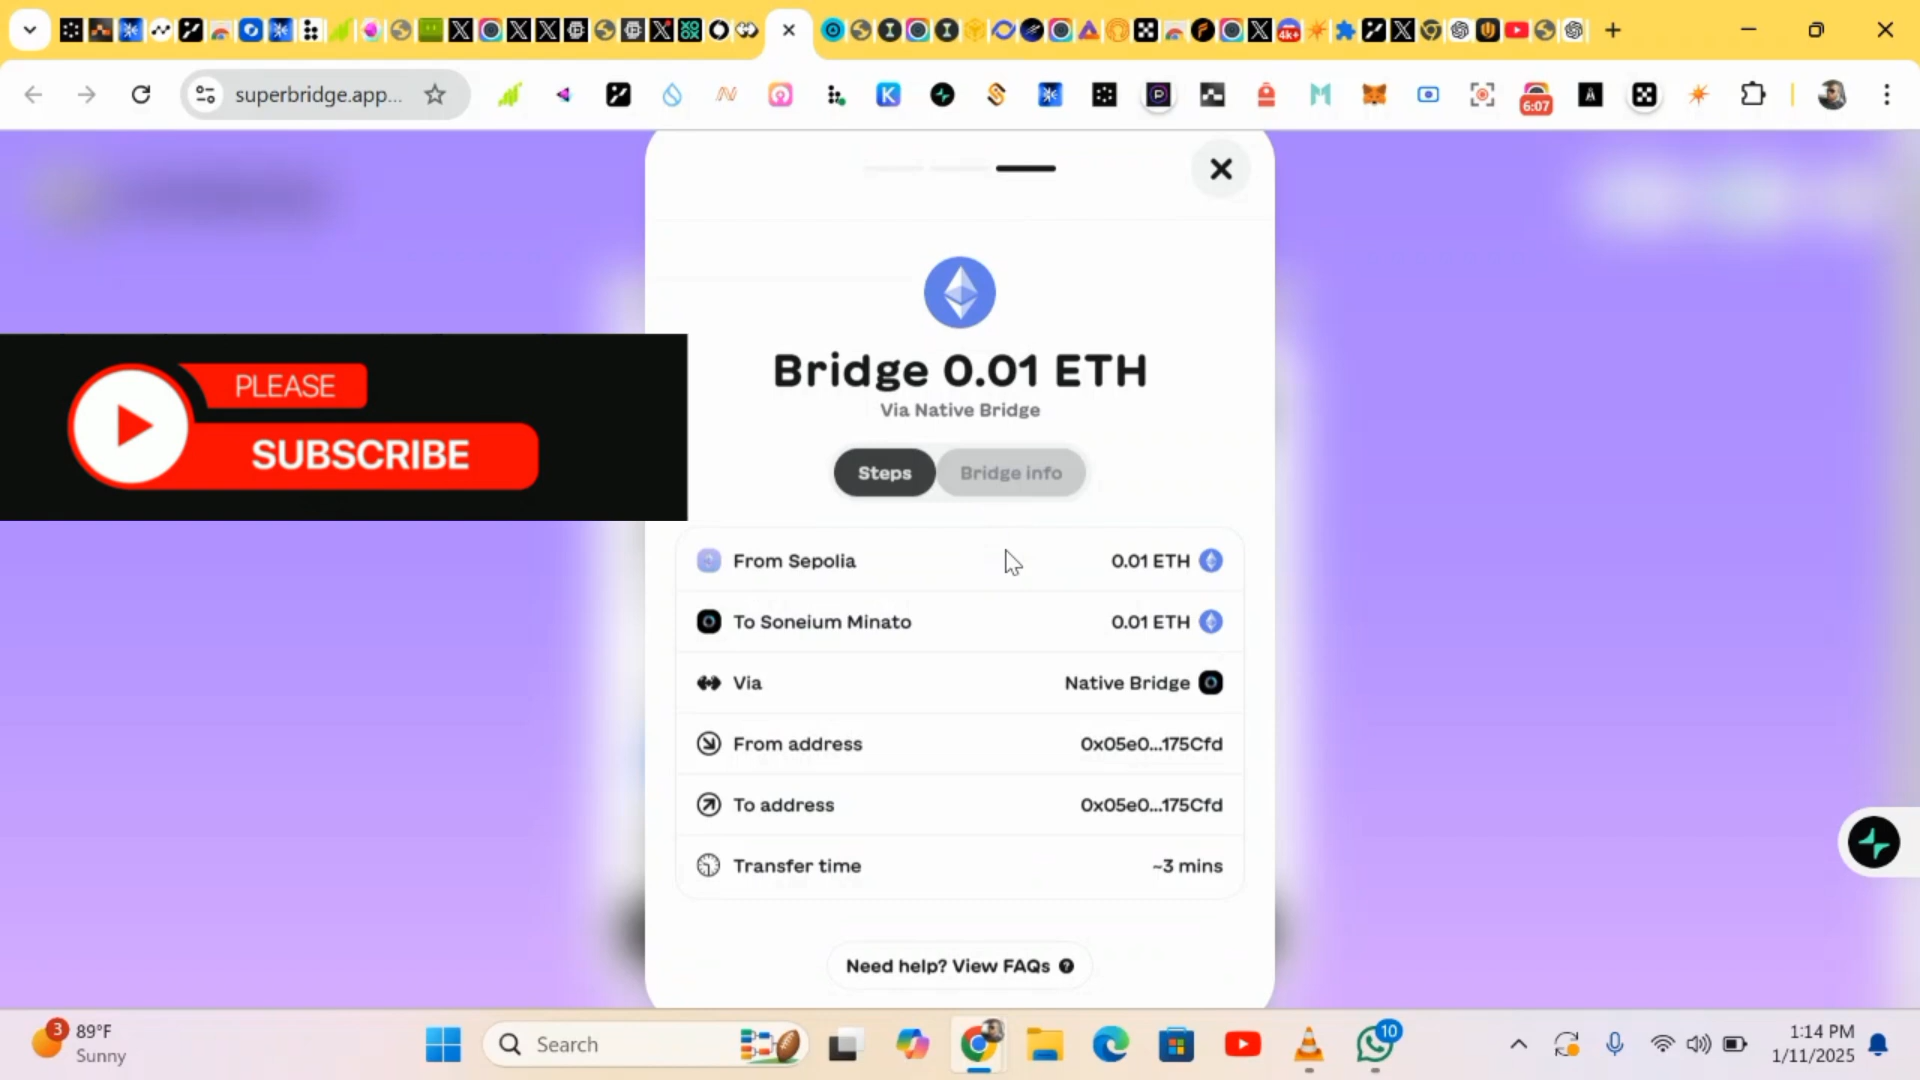 superbridge.app...
4k+
6:07
Bridge 0.01 ETH
Via Native Bridge
PLEASE
SUBSCRIBE
Steps
Bridge info
From Sepolia
0.01 ETH
To Soneium Minato
0.01 ETH
Via
Native Bridge
From address
0x05e0...175Cfd
To address
0x05e0...175Cfd
Transfer time
~3 mins
Need help? View FAQs
3
89°F
Sunny
Search
10
1:14 PM
1/11/2025